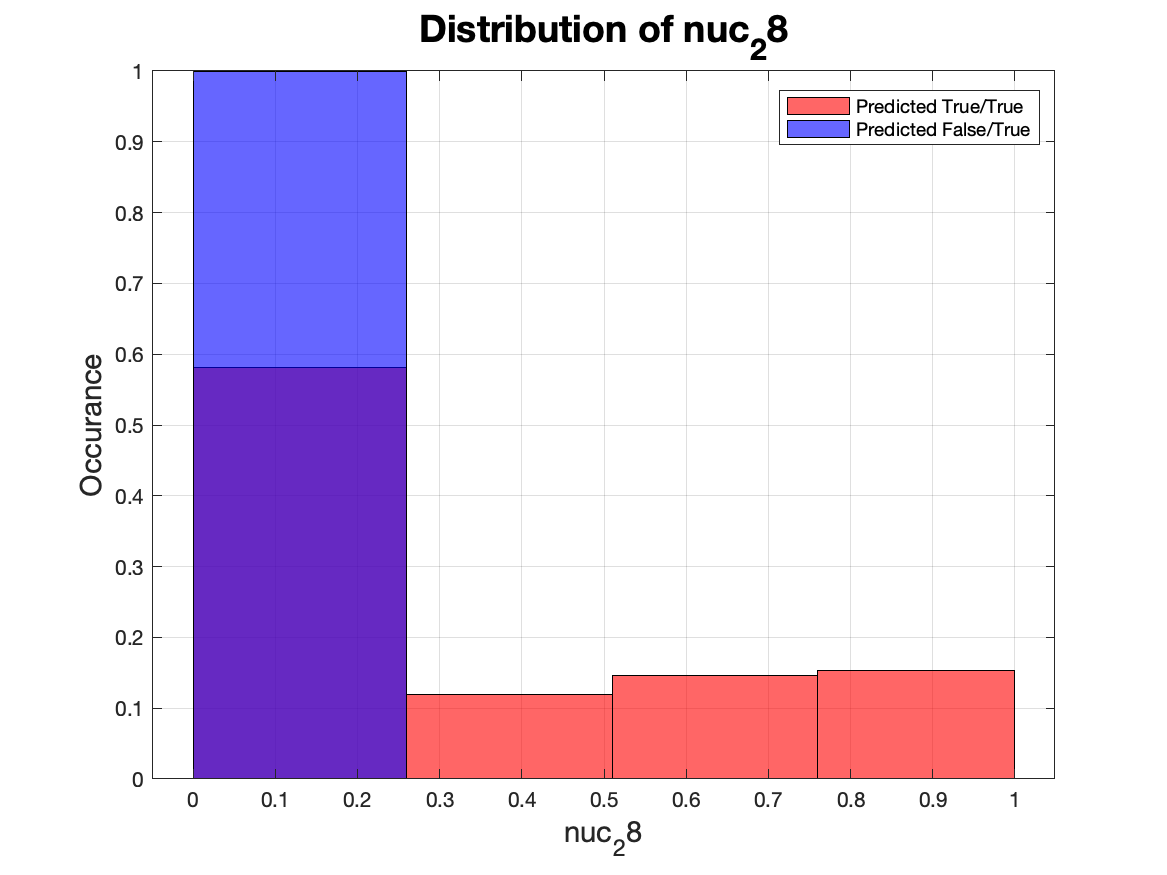 Distribution of nuc₂8
Predicted True/True
Predicted False/True
Occurance
1
0.9
0.8
0.7
0.6
0.5
0.4
0.3
0.2
0.1
0
0 0.1 0.2 0.3 0.4 0.5 0.6 0.7 0.8 0.9 1
nuc₂8